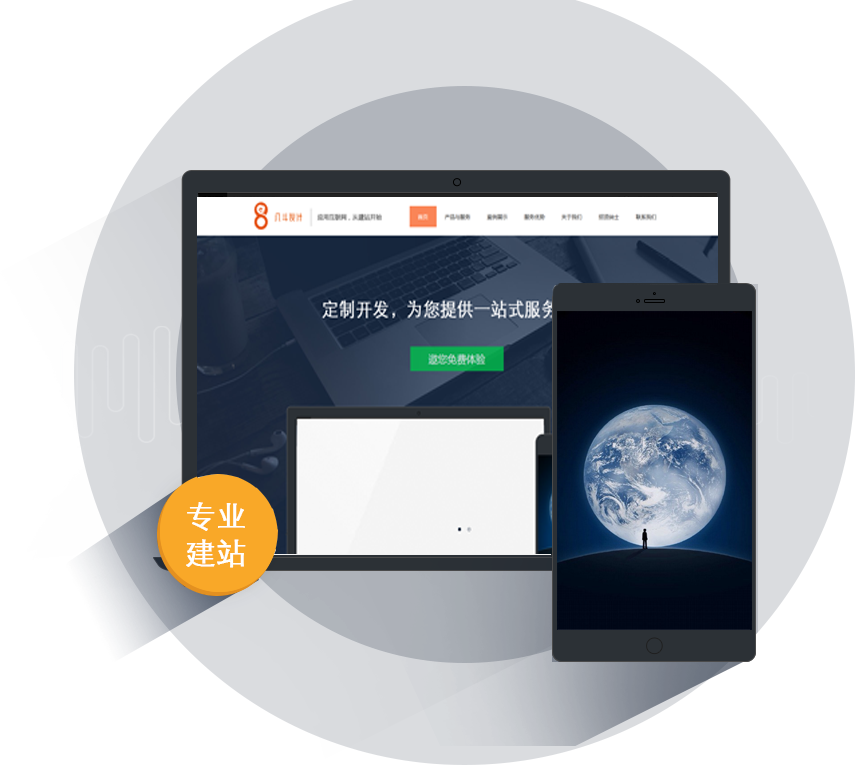 八斗设计
应用互联网，从建站开始
首页 产品与服务 案例展示 服务优势 关于我们 招贤纳士 联系我们
定制开发，为您提供一站式服务
邀您免费体验
专业
建站